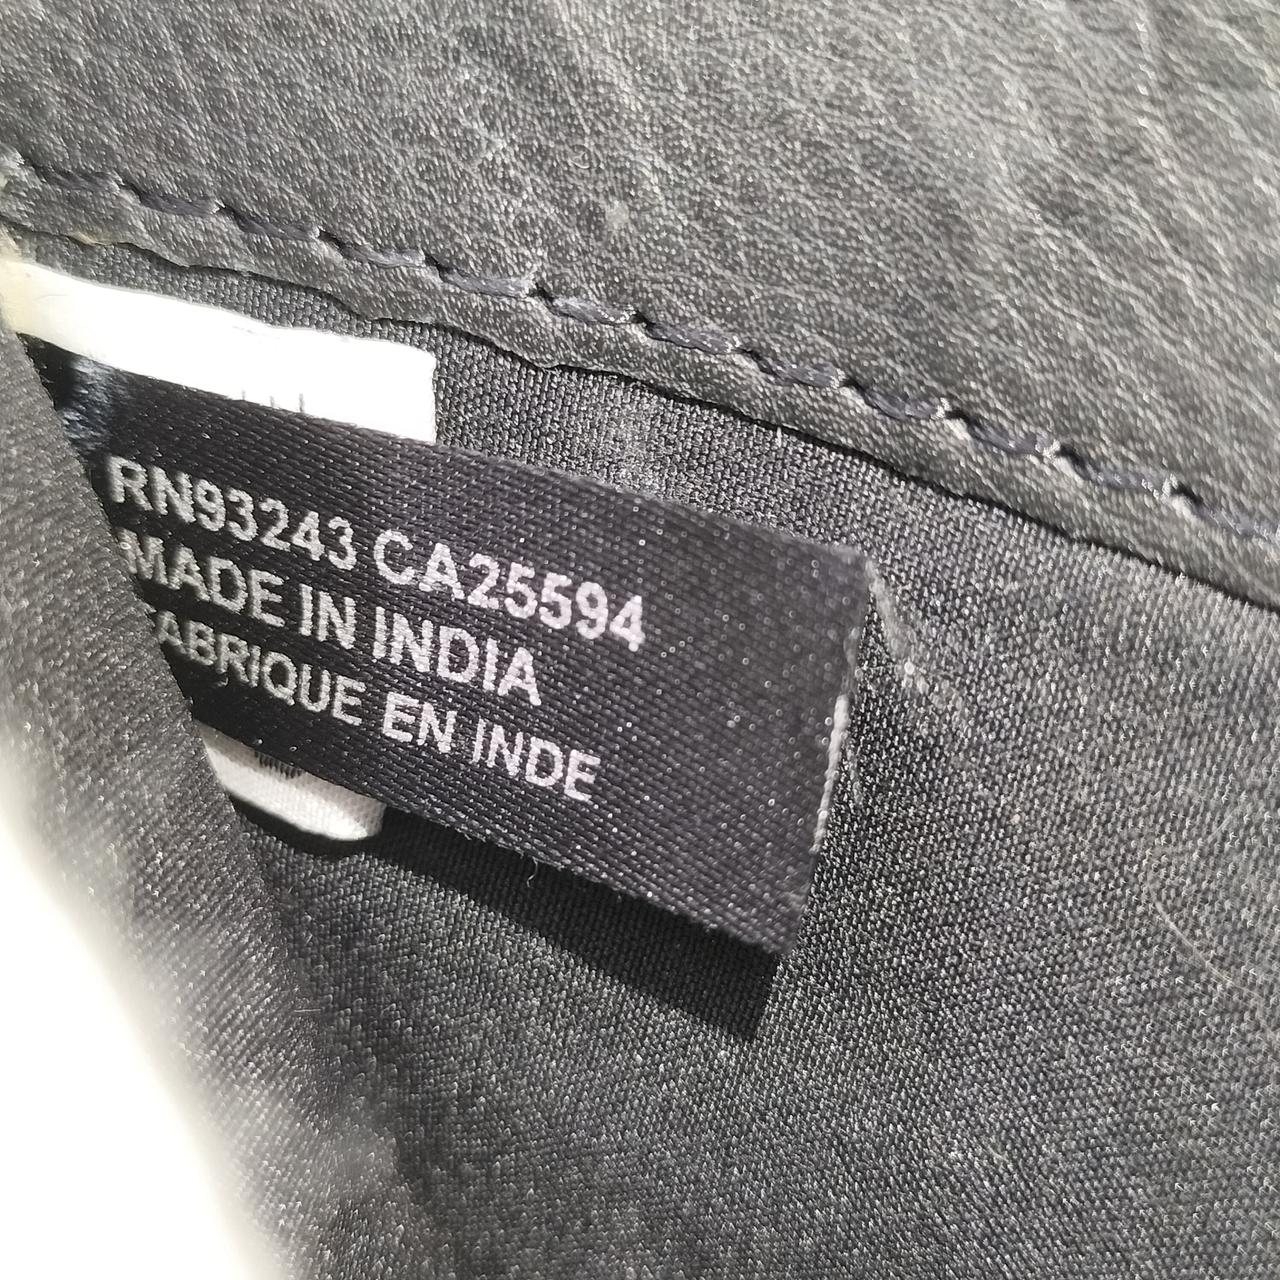 RN93243 CA25594
MADE IN INDIA
FABRIQUE EN INDE